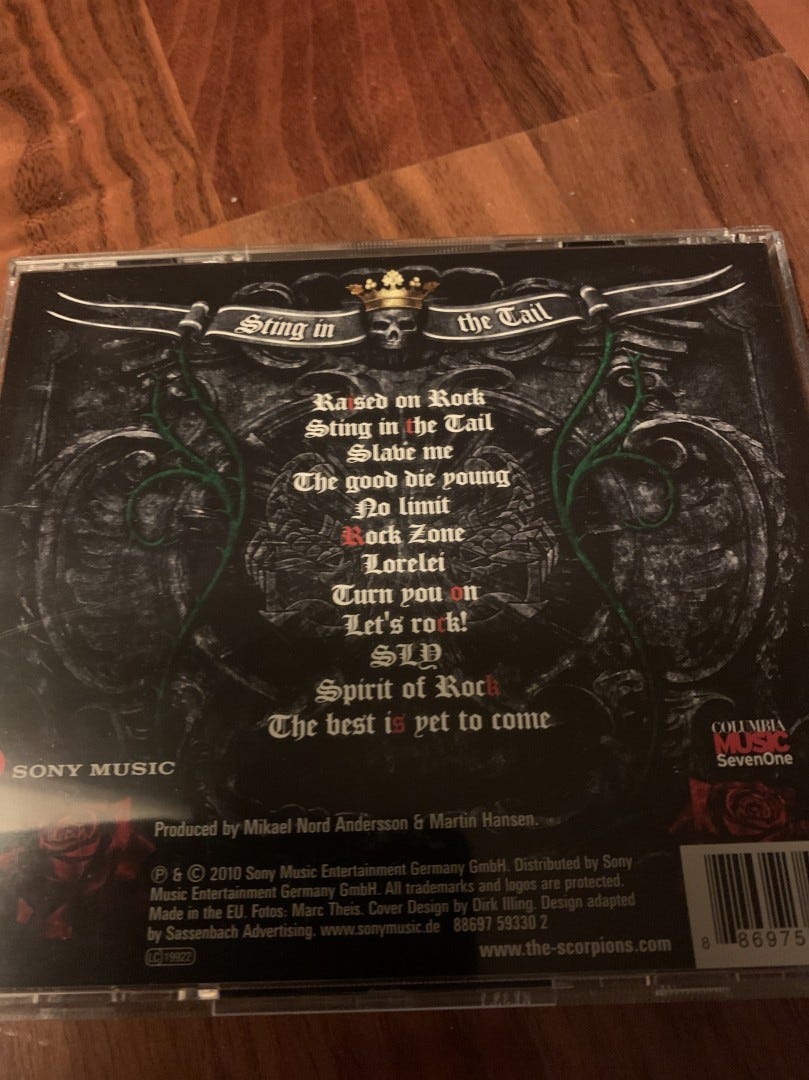 Sting in the Tail
Raised on Rock
Sting in the Tail
Slave me
The good die young
No limit
Rock Zone
Lorelei
Turn you on
Let's rock!
SLY
Spirit of Rock
The best is yet to come
SONY MUSIC
COLUMBIA
MUSIC
SevenOne
Produced by Mikael Nord Andersson & Martin Hansen.
℗ & © 2010 Sony Music Entertainment Germany GmbH. Distributed by Sony
Music Entertainment Germany GmbH. All trademarks and logos are protected.
Made in the EU. Fotos: Marc Theis. Cover Design by Dirk Illing. Design adapted
by Sassenbach Advertising. www.sonymusic.de 88697 59330 2
LC 19922
www.the-scorpions.com
8 86975